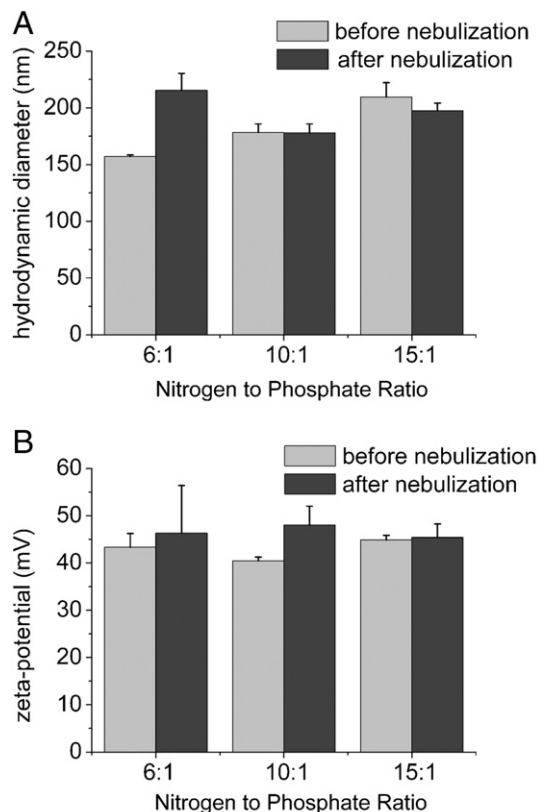 A
before nebulization
after nebulization
hydrodynamic diameter (nm)
250
200
150
100
50
0
6:1
10:1
15:1
Nitrogen to Phosphate Ratio
B
before nebulization
after nebulization
zeta-potential (mV)
60
50
40
30
20
10
0
6:1
10:1
15:1
Nitrogen to Phosphate Ratio